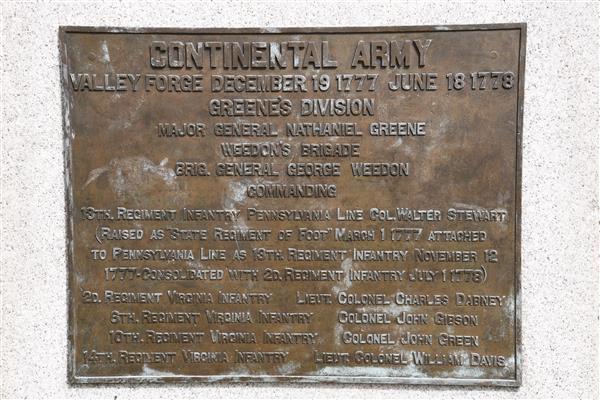 CONTINENTAL ARMY
VALLEY FORGE DECEMBER 19 1777 JUNE 18 1778
GREENE'S DIVISION
MAJOR GENERAL NATHANIEL GREENE
WEEDON'S BRIGADE
BRIG. GENERAL GEORGE WEEDON
COMMANDING
13TH. REGIMENT INFANTRY PENNSYLVANIA LINE COL. WALTER STEWART
(RAISED AS "STATE REGIMENT OF FOOT" MARCH 1 1777 ATTACHED
TO PENNSYLVANIA LINE AS 13TH. REGIMENT INFANTRY NOVEMBER 12
1777-CONSOLIDATED WITH 2D. REGIMENT INFANTRY JULY 1 1778)
2D. REGIMENT VIRGINIA INFANTRY LIEUT. COLONEL CHARLES DABNEY
6TH. REGIMENT VIRGINIA INFANTRY COLONEL JOHN GIBSON
10TH. REGIMENT VIRGINIA INFANTRY COLONEL JOHN GREEN
14TH. REGIMENT VIRGINIA INFANTRY LIEUT. COLONEL WILLIAM DAVIS